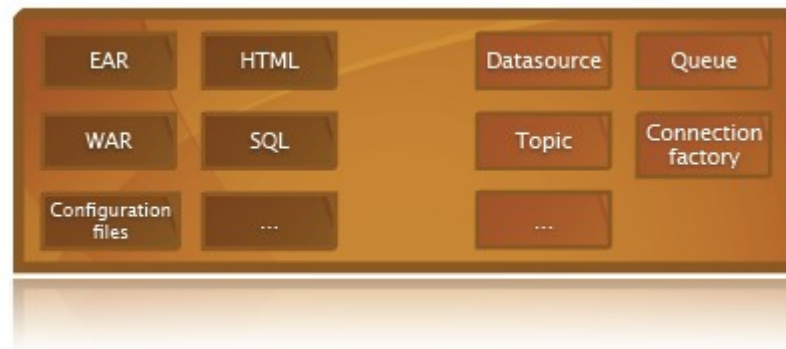 EAR
HTML
Datasource
Queue
WAR
SQL
Topic
Connection
factory
Configuration
files
...
...